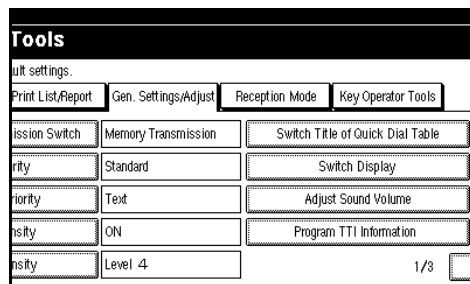 Tools
ult settings.
Print List/Report Gen. Settings/Adjust Reception Mode Key Operator Tools
ission Switch Memory Transmission Switch Title of Quick Dial Table
rity Standard Switch Display
riority Text Adjust Sound Volume
nsity ON Program TTI Information
nsity Level 4 1/3